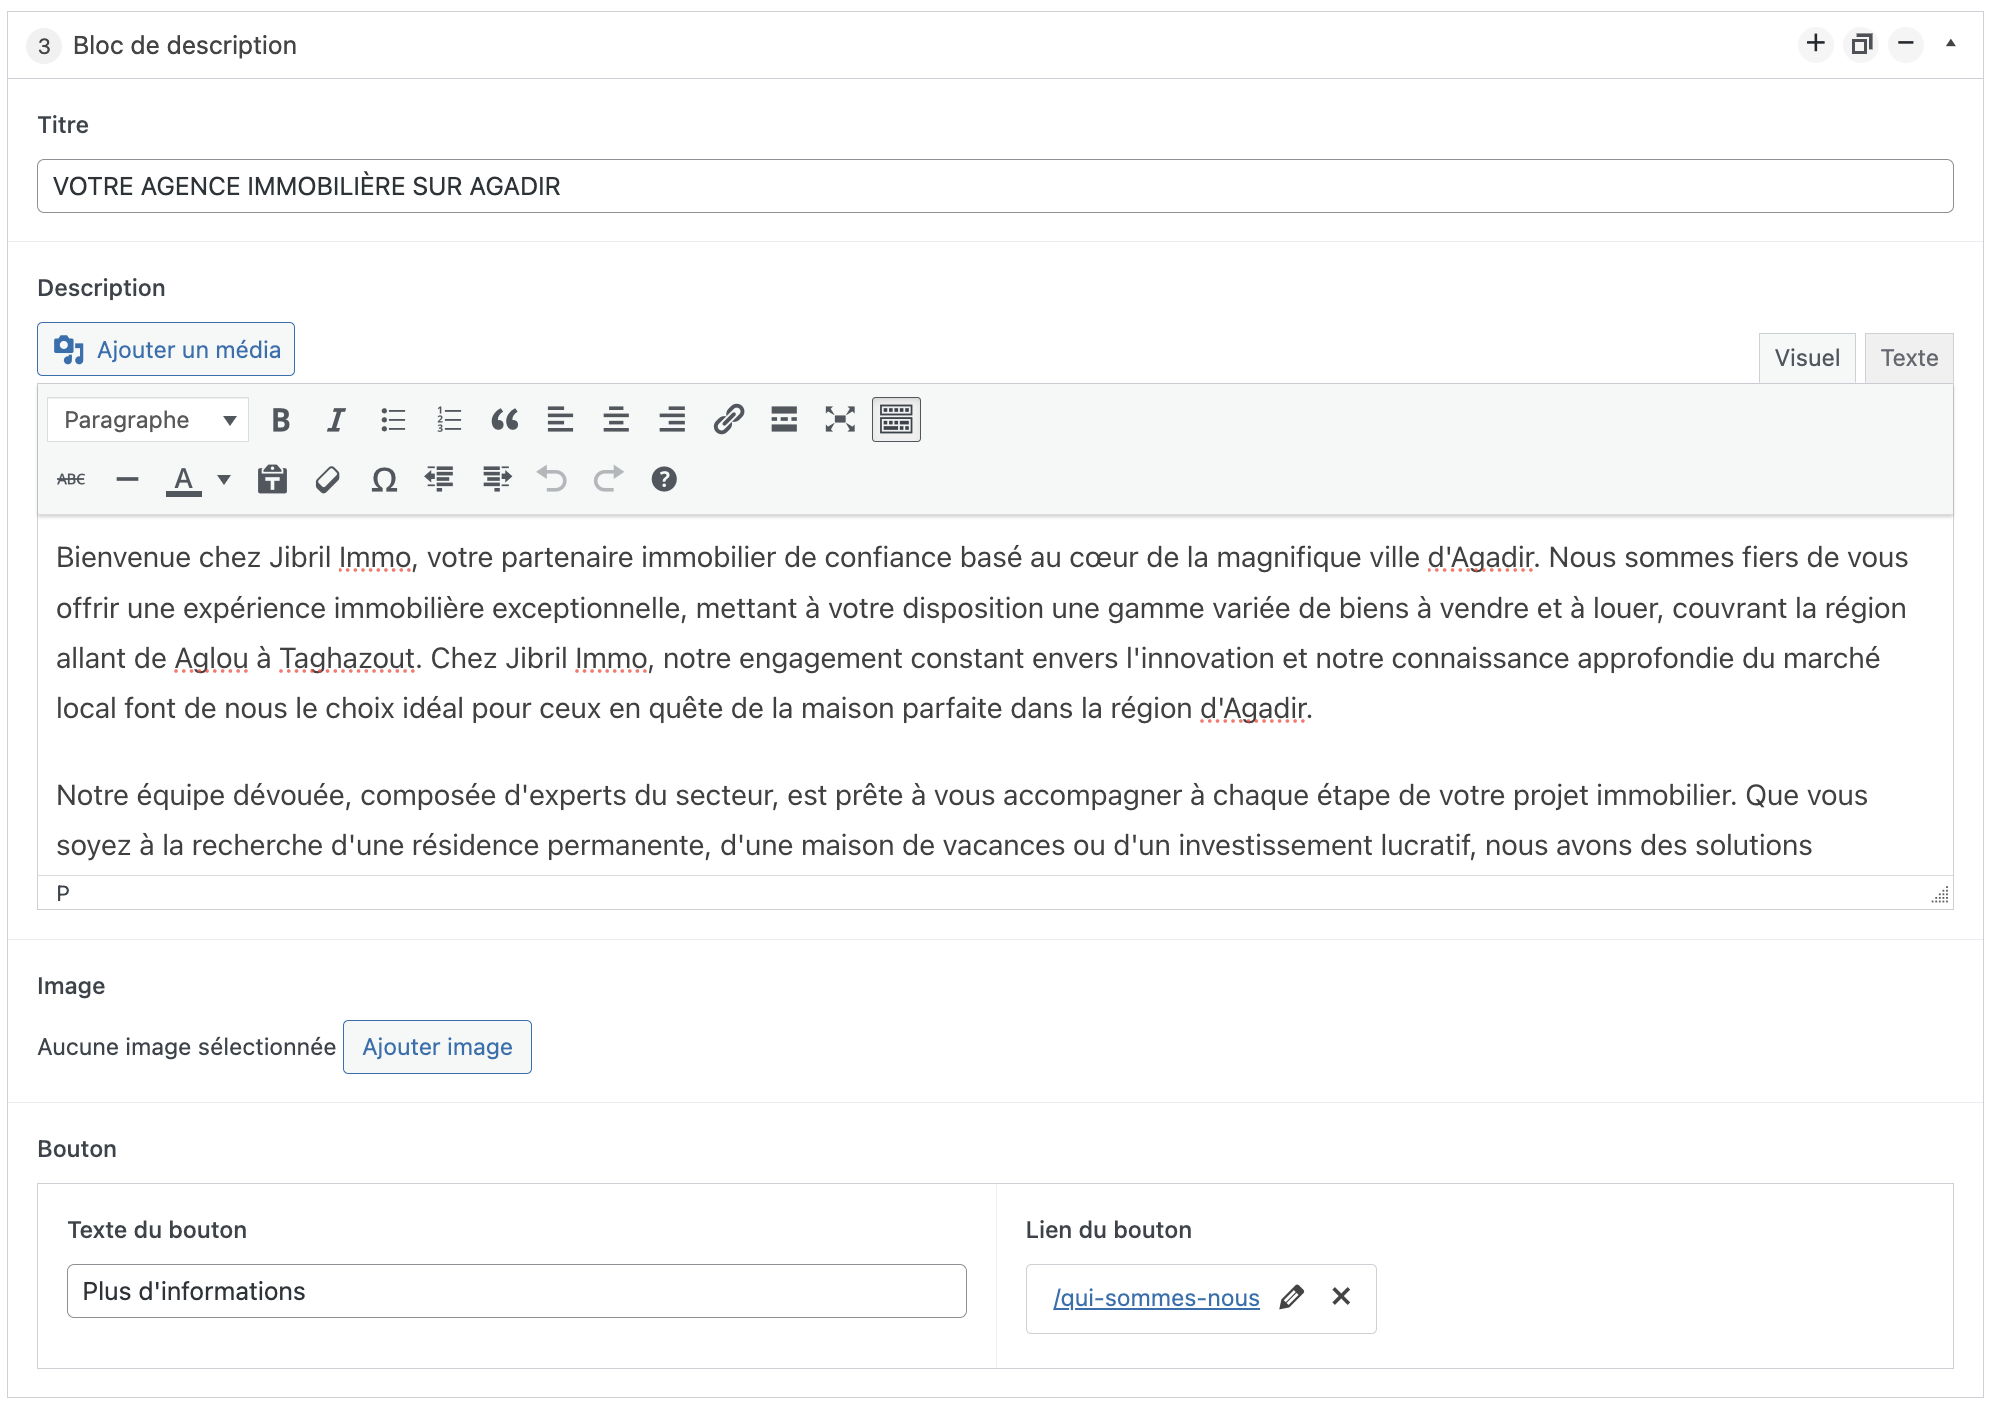 3 Bloc de description
Titre
VOTRE AGENCE IMMOBILIÈRE SUR AGADIR
Description
Ajouter un média
Visuel Texte
Paragraphe
ABC
Bienvenue chez Jibril Immo, votre partenaire immobilier de confiance basé au cœur de la magnifique ville d'Agadir. Nous sommes fiers de vous
offrir une expérience immobilière exceptionnelle, mettant à votre disposition une gamme variée de biens à vendre et à louer, couvrant la région
allant de Aglou à Taghazout. Chez Jibril Immo, notre engagement constant envers l'innovation et notre connaissance approfondie du marché
local font de nous le choix idéal pour ceux en quête de la maison parfaite dans la région d'Agadir.
Notre équipe dévouée, composée d'experts du secteur, est prête à vous accompagner à chaque étape de votre projet immobilier. Que vous
soyez à la recherche d'une résidence permanente, d'une maison de vacances ou d'un investissement lucratif, nous avons des solutions
P
Image
Aucune image sélectionnée Ajouter image
Bouton
Texte du bouton
Plus d'informations
Lien du bouton
/qui-sommes-nous